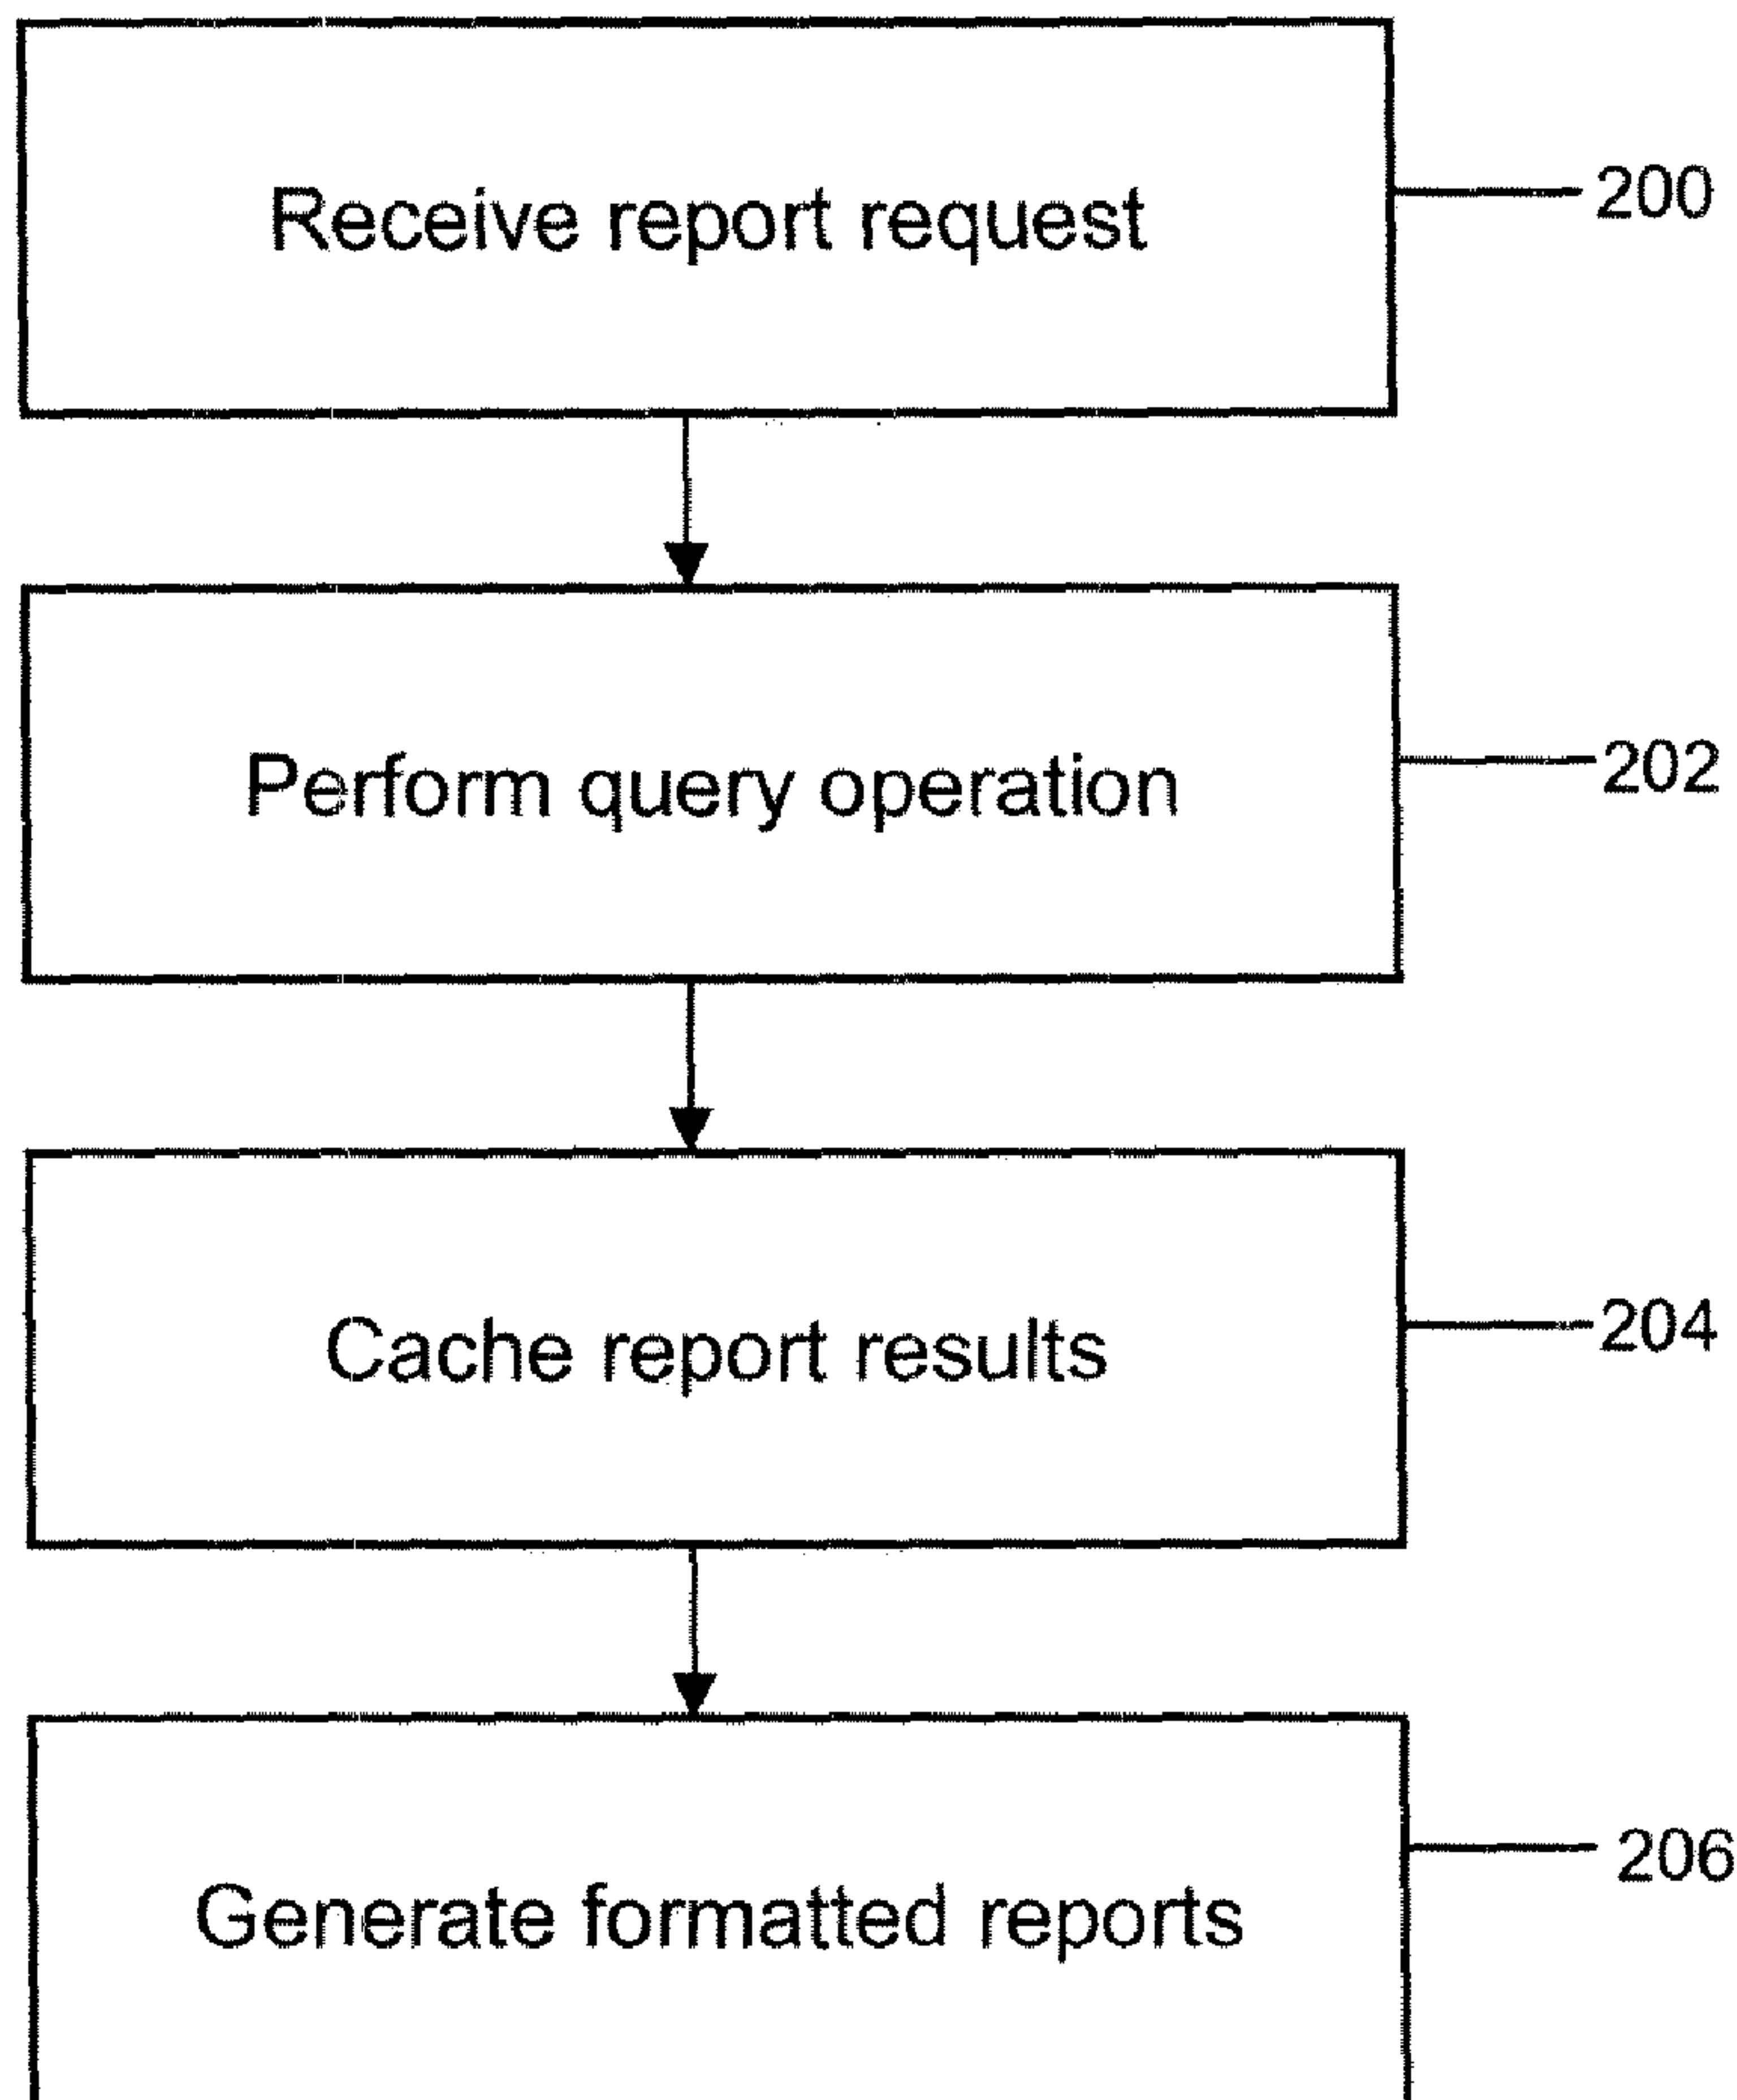 Receive report request
200
Perform query operation
202
Cache report results
204
Generate formatted reports
206